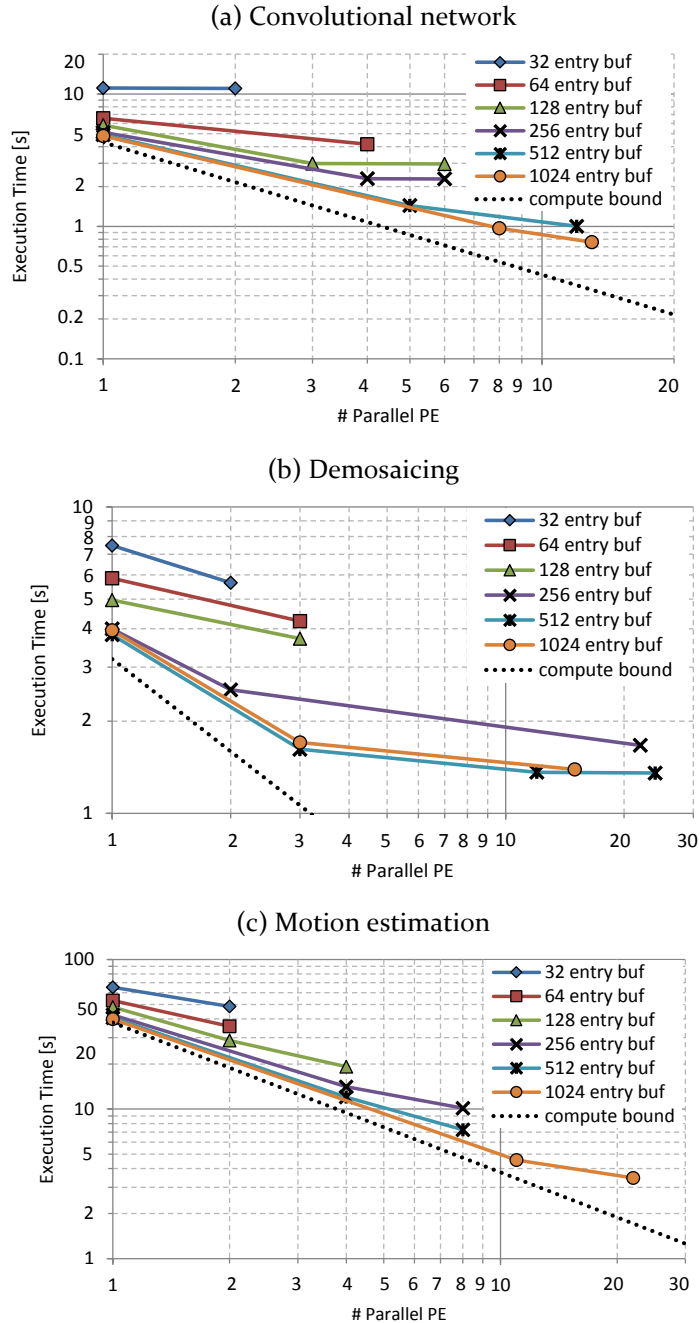 (a) Convolutional network
20
10
5
2
1
0.5
0.2
0.1
Execution Time [s]
32 entry buf
64 entry buf
128 entry buf
256 entry buf
512 entry buf
1024 entry buf
compute bound
1 2 3 4 5 6 7 8 9 10 20
# Parallel PE
(b) Demosaicing
10
9
8
7
6
5
4
3
2
1
Execution Time [s]
32 entry buf
64 entry buf
128 entry buf
256 entry buf
512 entry buf
1024 entry buf
compute bound
1 2 3 4 5 6 7 8 9 10 20 30
# Parallel PE
(c) Motion estimation
100
50
20
10
5
2
1
Execution Time [s]
32 entry buf
64 entry buf
128 entry buf
256 entry buf
512 entry buf
1024 entry buf
compute bound
1 2 3 4 5 6 7 8 9 10 20 30
# Parallel PE